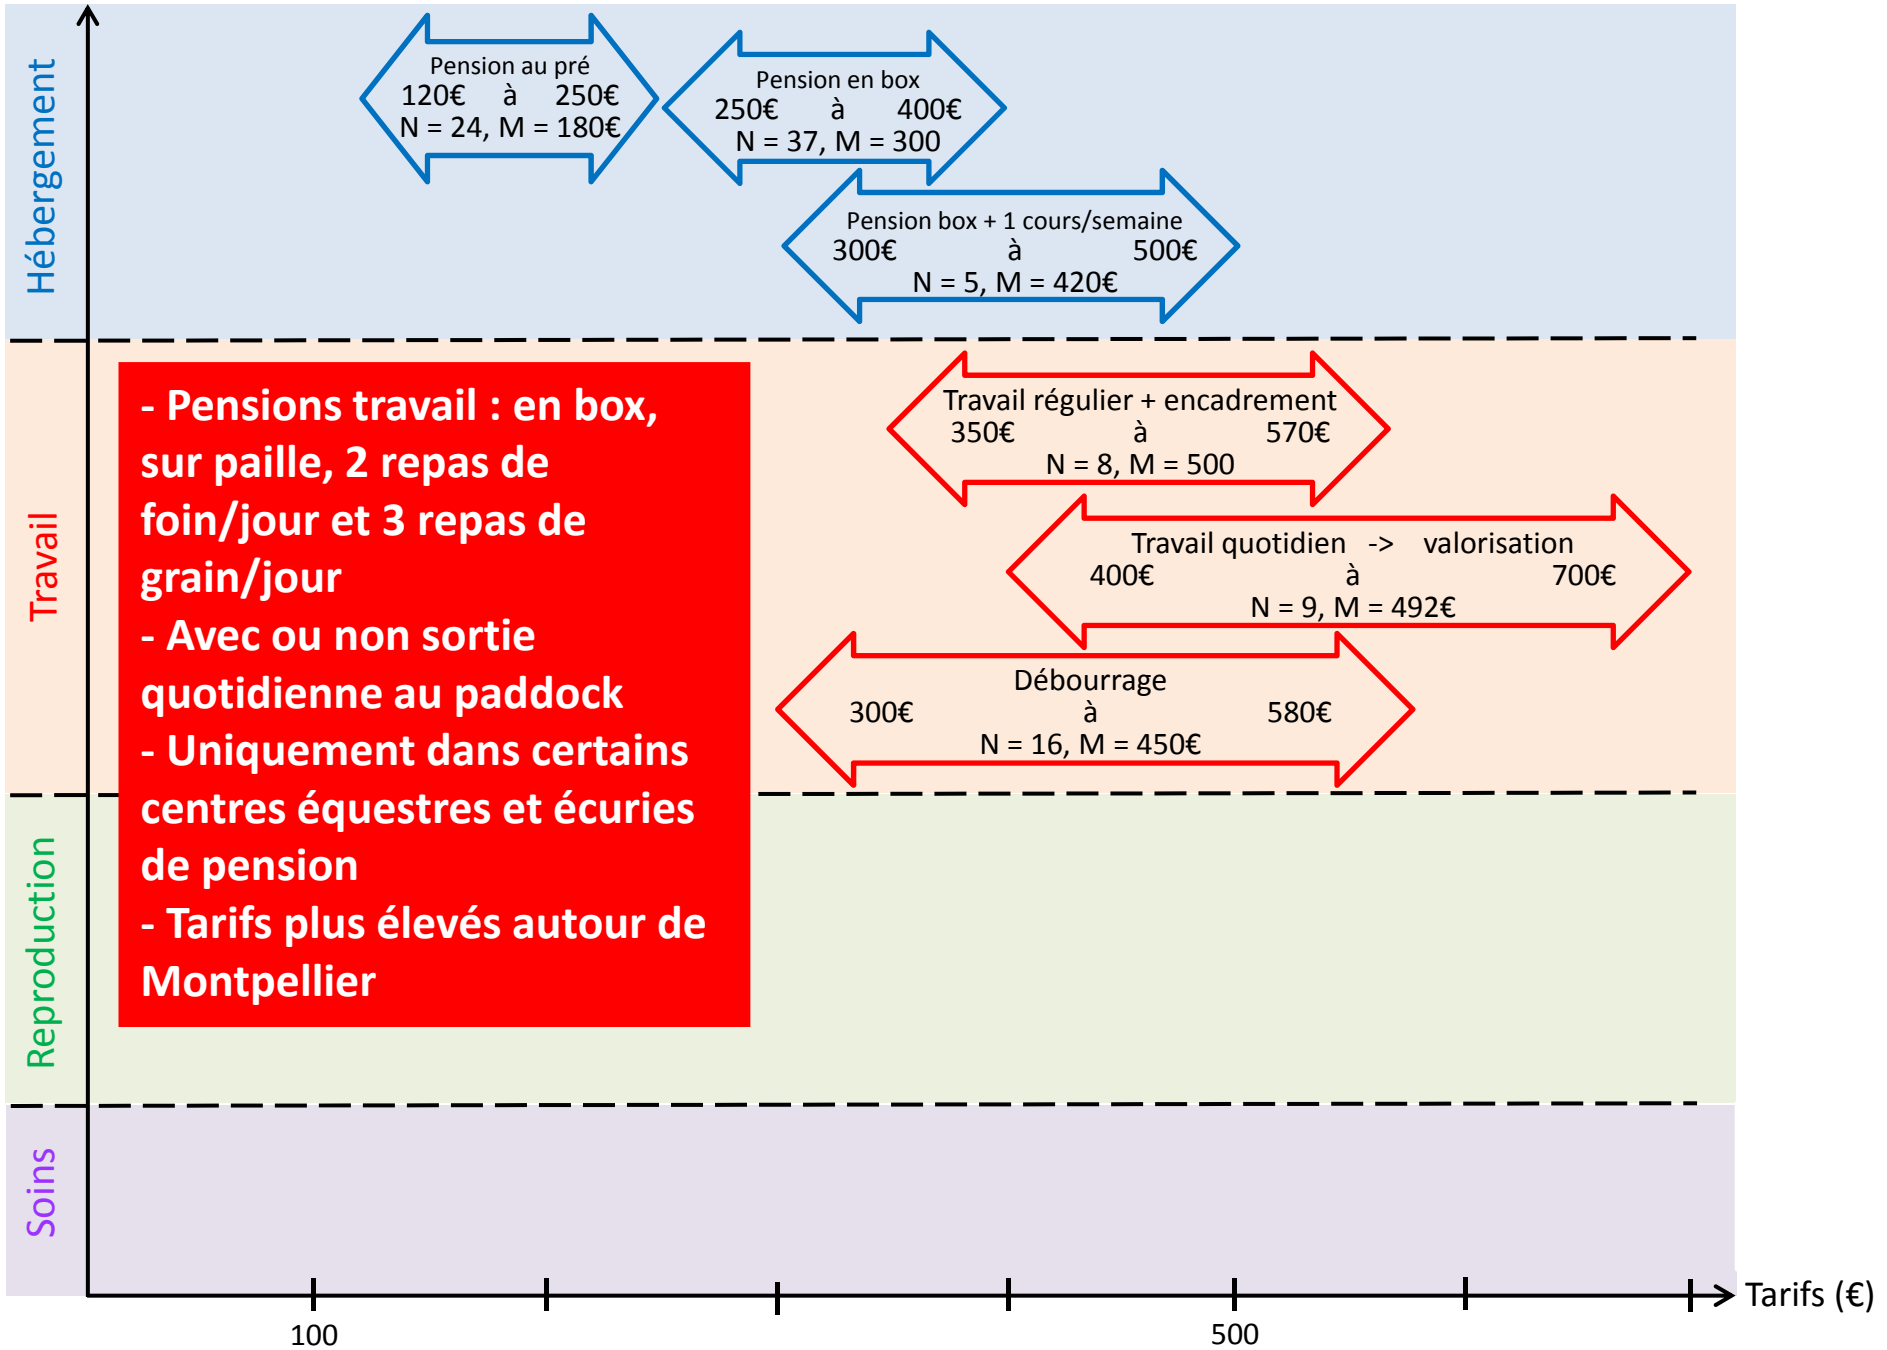 Hébergement
Pension au pré
120€ à 250€
N = 24, M = 180€
Pension en box
250€ à 400€
N = 37, M = 300
Pension box + 1 cours/semaine
300€ à 500€
N = 5, M = 420€
Travail
- Pensions travail : en box,
sur paille, 2 repas de
foin/jour et 3 repas de
grain/jour
- Avec ou non sortie
quotidienne au paddock
- Uniquement dans certains
centres équestres et écuries
de pension
- Tarifs plus élevés autour de
Montpellier
Travail régulier + encadrement
350€ à 570€
N = 8, M = 500
Travail quotidien -> valorisation
400€ à 700€
N = 9, M = 492€
Débourrage
300€ à 580€
N = 16, M = 450€
Reproduction
Soins
Tarifs (€)
100
500